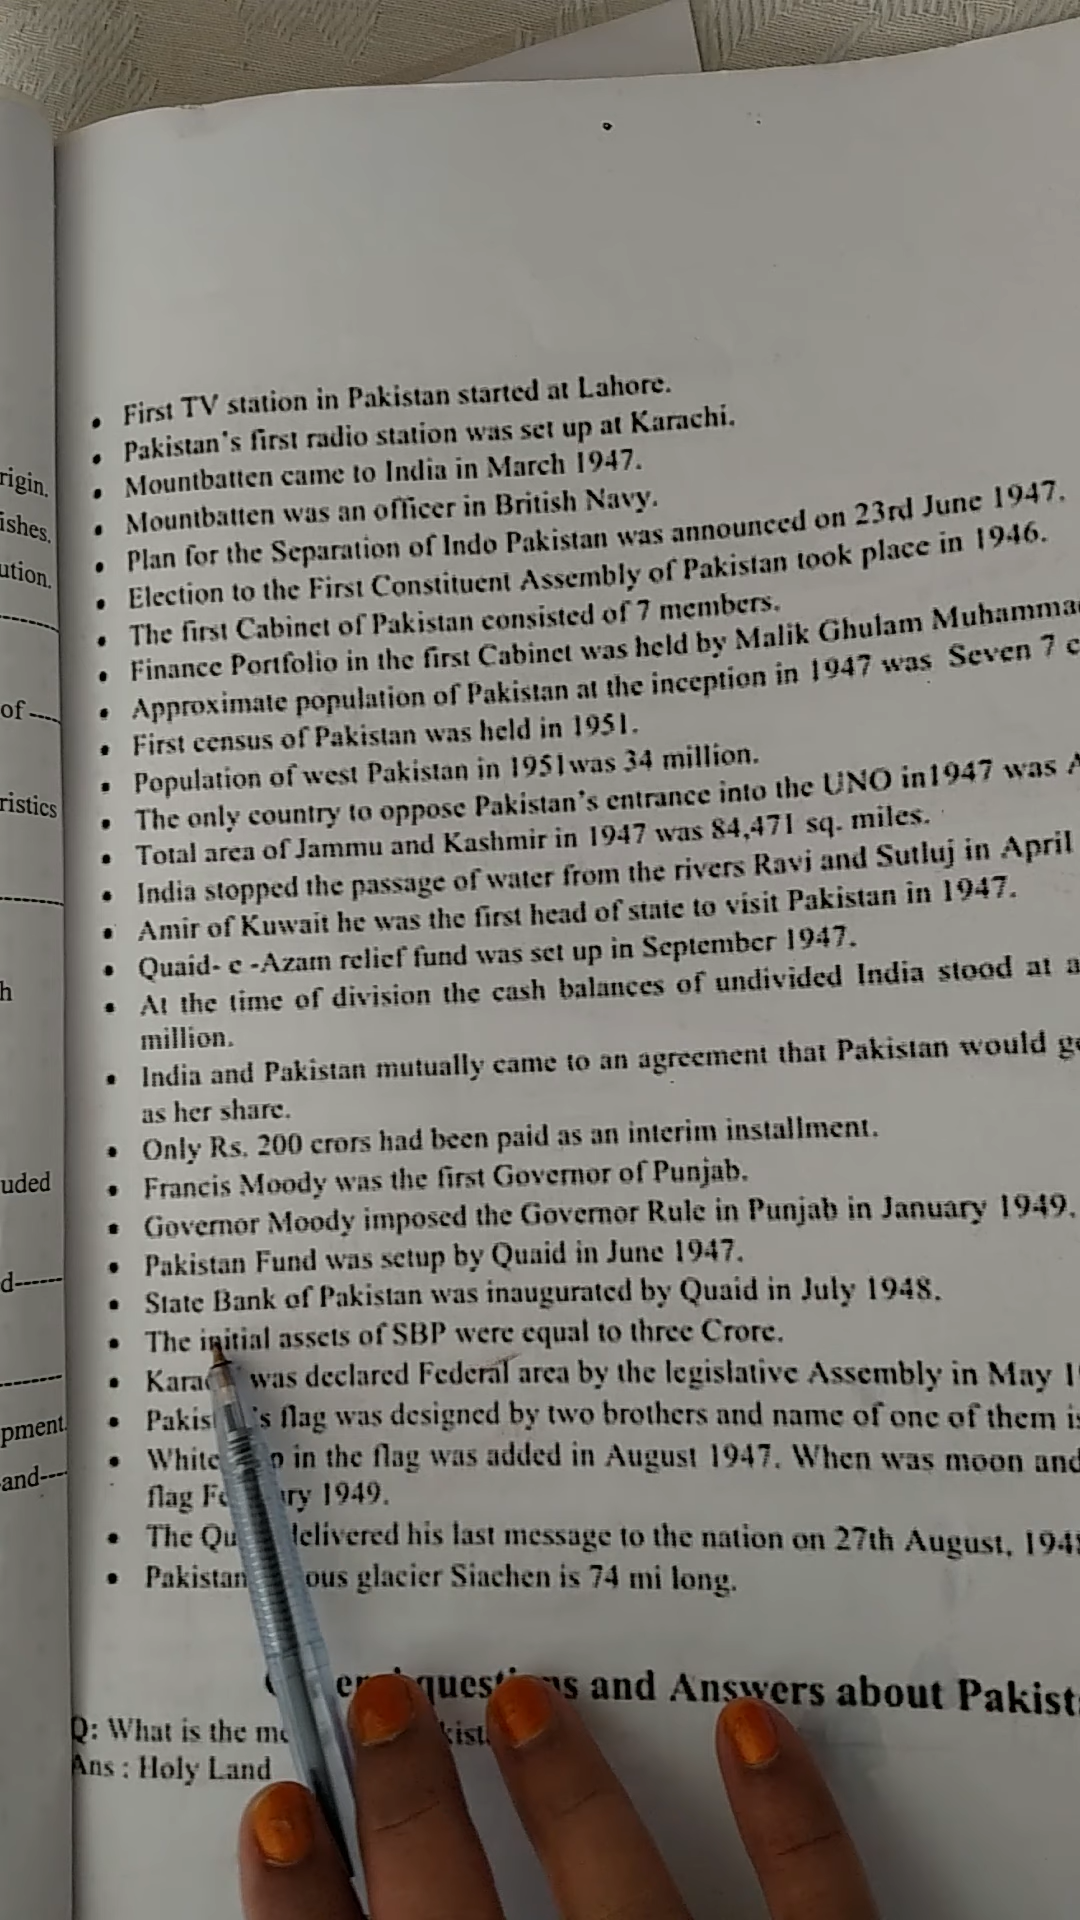 First TV station in Pakistan started at Lahore.
Pakistan's first radio station was set up at Karachi.
Mountbatten came to India in March 1947.
Mountbatten was an officer in British Navy.
Plan for the Separation of Indo Pakistan was announced on 23rd June 1947.
Election to the First Constituent Assembly of Pakistan took place in 1946.
The first Cabinet of Pakistan consisted of 7 members.
Finance Portfolio in the first Cabinet was held by Malik Ghulam
Approximate population of Pakistan at the inception in 1947 was Seven 7
First census of Pakistan was held in 1951.
Population of west Pakistan in 1951was 34 million.
The only country to oppose Pakistan's entrance into the UNO in1947 was
Total area of Jammu and Kashmir in 1947 was 84,471 sq. miles.
India stopped the passage of water from the rivers Ravi and Sutluj in April
Amir of Kuwait he was the first head of state to visit Pakistan in 1947.
Quaid- e -Azam relief fund was set up in September 1947.
At the time of division the cash balances of undivided India stood at
million.
India and Pakistan mutually came to an agreement that Pakistan would
as her share.
Only Rs. 200 crors had been paid as an interim installment.
Francis Moody was the first Governor of Punjab.
Governor Moody imposed the Governor Rule in Punjab in January 1949.
Pakistan Fund was setup by Quaid in June 1947.
State Bank of Pakistan was inaugurated by Quaid in July 1948.
The initial assets of SBP were equal to three Crore.
was declared Federal area by the legislative Assembly in May
flag was designed by two brothers and name of one of them is
White in the flag was added in August 1947. When was moon and
flag 1949.
The delivered his last message to the nation on 27th August,
Pakistan glacier Siachen is 74 mi long.
and Answers about
Q: What is the
Ans : Holy Land
rigin.
ishes.
ution.
of ----
ristics
h
uded
d------
pment.
and----